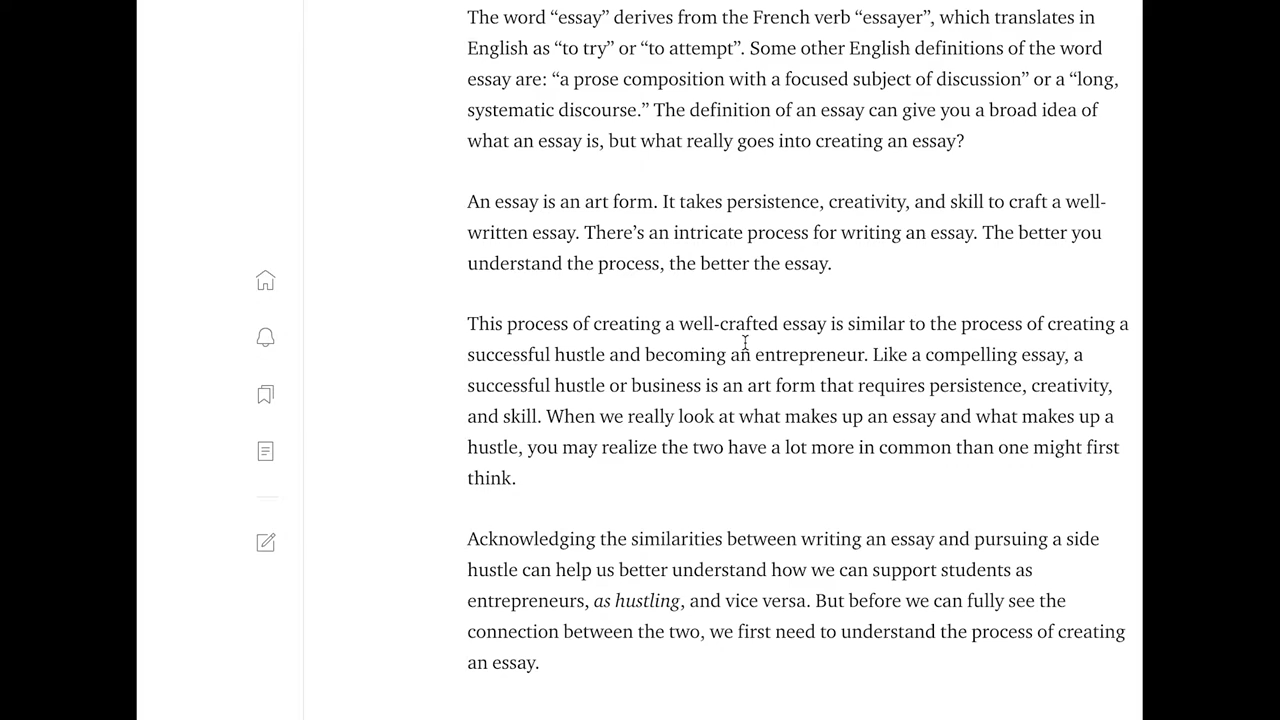 The word “essay” derives from the French verb “essayer”, which translates in
English as “to try” or “to attempt”. Some other English definitions of the word
essay are: “a prose composition with a focused subject of discussion” or a “long,
systematic discourse.” The definition of an essay can give you a broad idea of
what an essay is, but what really goes into creating an essay?
An essay is an art form. It takes persistence, creativity, and skill to craft a well-
written essay. There’s an intricate process for writing an essay. The better you
understand the process, the better the essay.
This process of creating a well-crafted essay is similar to the process of creating a
successful hustle and becoming an entrepreneur. Like a compelling essay, a
successful hustle or business is an art form that requires persistence, creativity,
and skill. When we really look at what makes up an essay and what makes up a
hustle, you may realize the two have a lot more in common than one might first
think.
Acknowledging the similarities between writing an essay and pursuing a side
hustle can help us better understand how we can support students as
entrepreneurs, as hustling, and vice versa. But before we can fully see the
connection between the two, we first need to understand the process of creating
an essay.